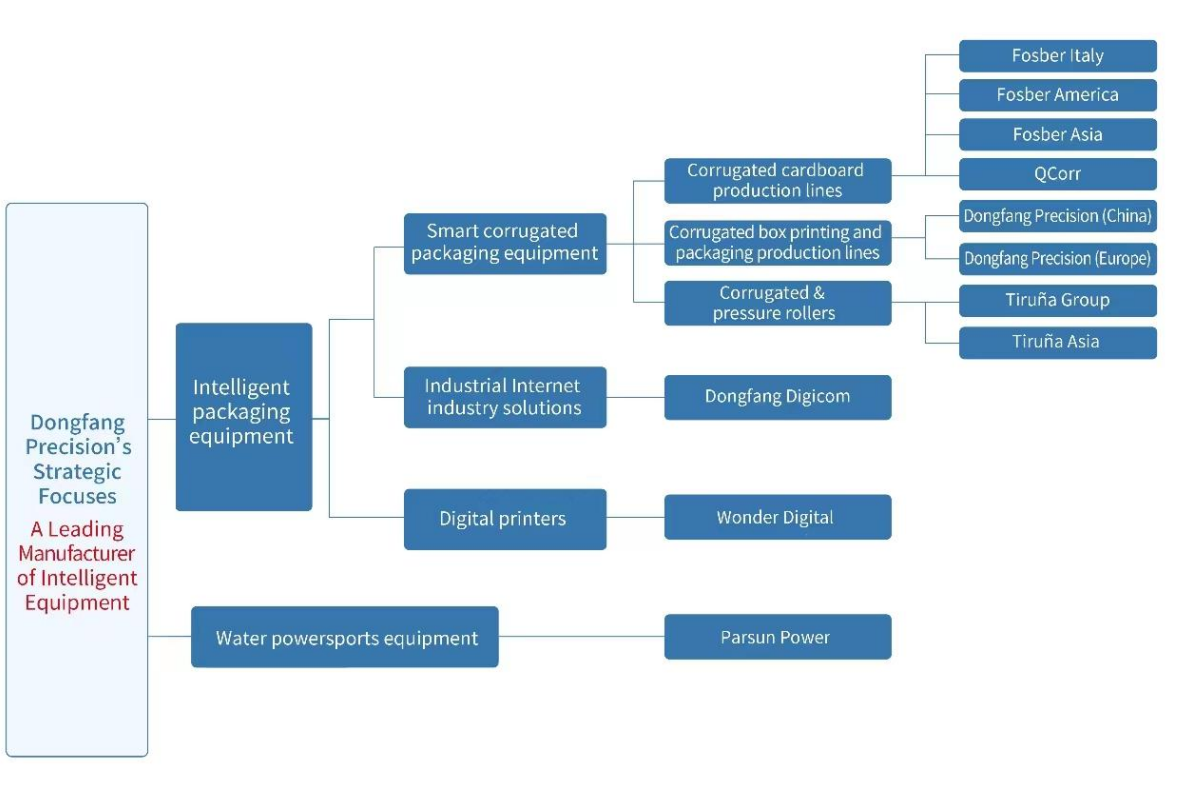 Dongfang
Precision's
Strategic
Focuses
A Leading
Manufacturer
of Intelligent
Equipment
Intelligent
packaging
equipment
Smart corrugated
packaging equipment
Corrugated cardboard
production lines
Fosber Italy
Fosber America
Fosber Asia
QCorr
Corrugated box printing and
packaging production lines
Dongfang Precision (China)
Dongfang Precision (Europe)
Corrugated &
pressure rollers
Tiruña Group
Tiruña Asia
Industrial Internet
industry solutions
Dongfang Digicom
Digital printers
Wonder Digital
Water powersports equipment
Parsun Power